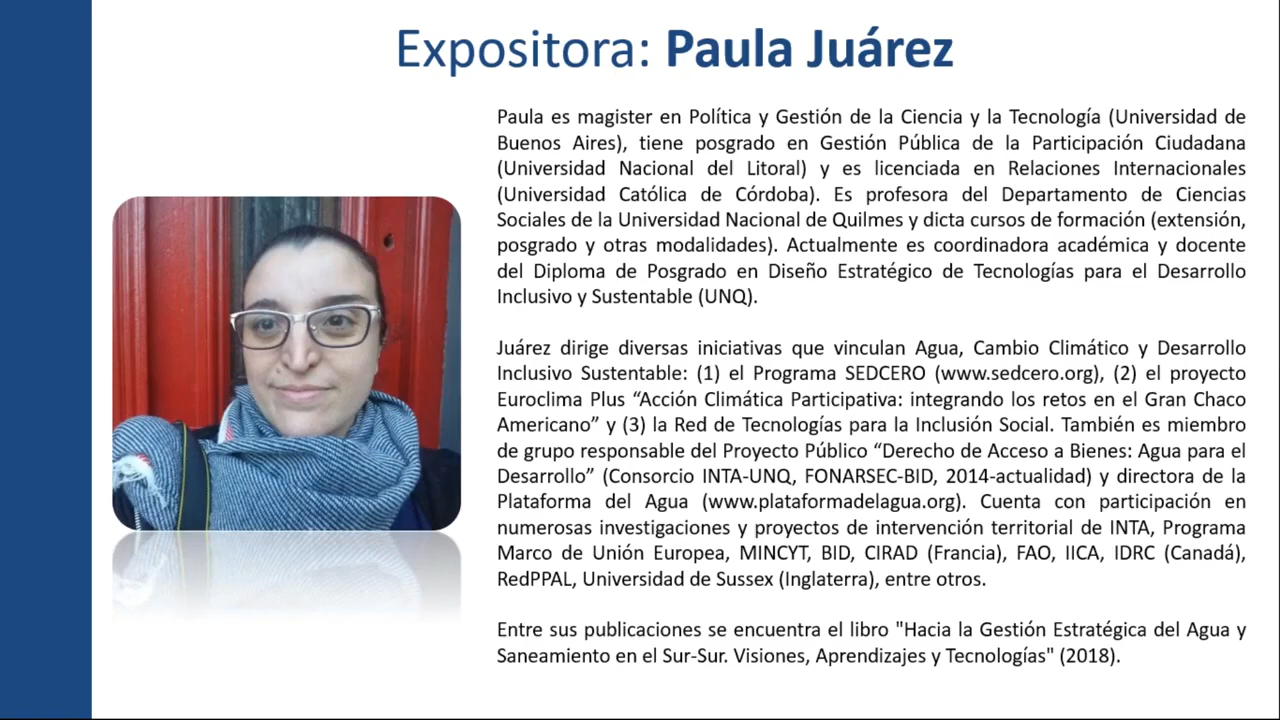 Expositora: Paula Juárez
Paula es magister en Política y Gestión de la Ciencia y la Tecnología (Universidad de
Buenos Aires), tiene posgrado en Gestión Pública de la Participación Ciudadana
(Universidad Nacional del Litoral) y es licenciada en Relaciones Internacionales
(Universidad Católica de Córdoba). Es profesora del Departamento de Ciencias
Sociales de la Universidad Nacional de Quilmes y dicta cursos de formación (extensión,
posgrado y otras modalidades). Actualmente es coordinadora académica y docente
del Diploma de Posgrado en Diseño Estratégico de Tecnologías para el Desarrollo
Inclusivo y Sustentable (UNQ).
Juárez dirige diversas iniciativas que vinculan Agua, Cambio Climático y Desarrollo
Inclusivo Sustentable: (1) el Programa SEDCERO (www.sedcero.org), (2) el proyecto
Euroclima Plus “Acción Climática Participativa: integrando los retos en el Gran Chaco
Americano” y (3) la Red de Tecnologías para la Inclusión Social. También es miembro
de grupo responsable del Proyecto Público “Derecho de Acceso a Bienes: Agua para el
Desarrollo” (Consorcio INTA-UNQ, FONARSEC-BID, 2014-actualidad) y directora de la
Plataforma del Agua (www.plataformadelagua.org). Cuenta con participación en
numerosas investigaciones y proyectos de intervención territorial de INTA, Programa
Marco de Unión Europea, MINCYT, BID, CIRAD (Francia), FAO, IICA, IDRC (Canadá),
RedPPAL, Universidad de Sussex (Inglaterra), entre otros.
Entre sus publicaciones se encuentra el libro "Hacia la Gestión Estratégica del Agua y
Saneamiento en el Sur-Sur. Visiones, Aprendizajes y Tecnologías" (2018).